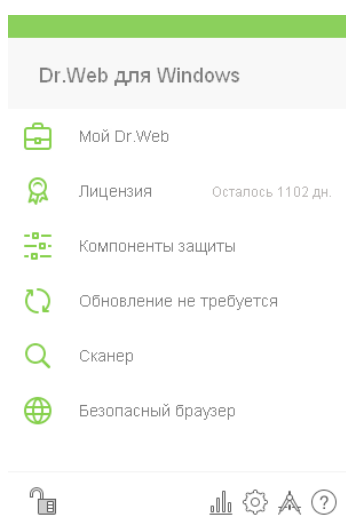 Dr.Web для Windows
Мой Dr.Web
Лицензия Осталось 1102 дн.
Компоненты защиты
Обновление не требуется
Сканер
Безопасный браузер